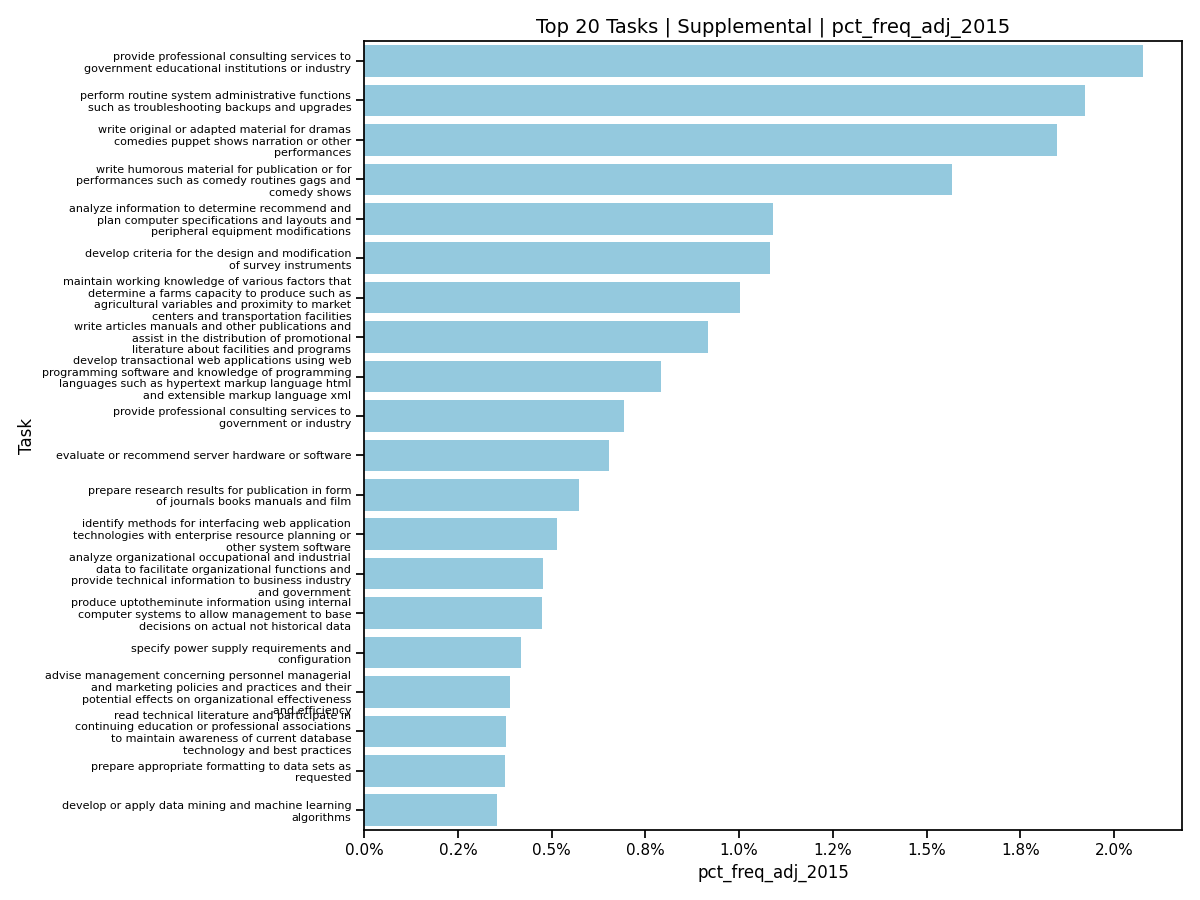 Top 20 Tasks | Supplemental | pct_freq_adj_2015
provide professional consulting services to
government educational institutions or industry
perform routine system administrative functions
such as troubleshooting backups and upgrades
write original or adapted material for dramas
comedies puppet shows narration or other
performances
write humorous material for publication or for
performances such as comedy routines gags and
comedy shows
analyze information to determine recommend and
plan computer specifications and layouts and
peripheral equipment modifications
develop criteria for the design and modification
of survey instruments
maintain working knowledge of various factors that
determine a farms capacity to produce such as
agricultural variables and proximity to market
centers and transportation facilities
write articles manuals and other publications and
assist in the distribution of promotional
literature about facilities and programs
develop transactional web applications using web
programming software and knowledge of programming
languages such as hypertext markup language html
and extensible markup language xml
provide professional consulting services to
government or industry
evaluate or recommend server hardware or software
prepare research results for publication in form
of journals books manuals and film
identify methods for interfacing web application
technologies with enterprise resource planning or
other system software
analyze organizational occupational and industrial
data to facilitate organizational functions and
provide technical information to business industry
and government
produce uptotheminute information using internal
computer systems to allow management to base
decisions on actual not historical data
specify power supply requirements and
configuration
advise management concerning personnel managerial
and marketing policies and practices and their
potential effects on organizational effectiveness
and efficiency
read technical literature and participate in
continuing education or professional associations
to maintain awareness of current database
technology and best practices
prepare appropriate formatting to data sets as
requested
develop or apply data mining and machine learning
algorithms
Task
0.0% 0.2% 0.5% 0.8% 1.0% 1.2% 1.5% 1.8% 2.0%
pct_freq_adj_2015